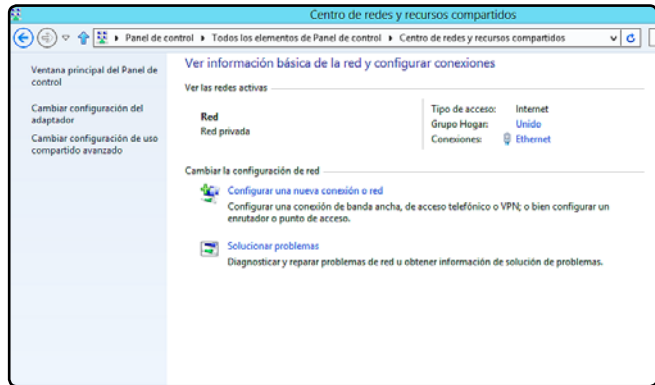 Centro de redes y recursos compartidos
Panel de control Todos los elementos de Panel de control Centro de redes y recursos compartidos
Ventana principal del Panel de
control
Cambiar configuración del
adaptador
Cambiar configuración de uso
compartido avanzado
Ver información básica de la red y configurar conexiones
Ver las redes activas
Red
Red privada
Tipo de acceso: Internet
Grupo Hogar: Unido
Conexiones: Ethernet
Cambiar la configuración de red
Configurar una nueva conexión o red
Configurar una conexión de banda ancha, de acceso telefónico o VPN; o bien configurar un
enrutador o punto de acceso.
Solucionar problemas
Diagnosticar y reparar problemas de red u obtener información de solución de problemas.